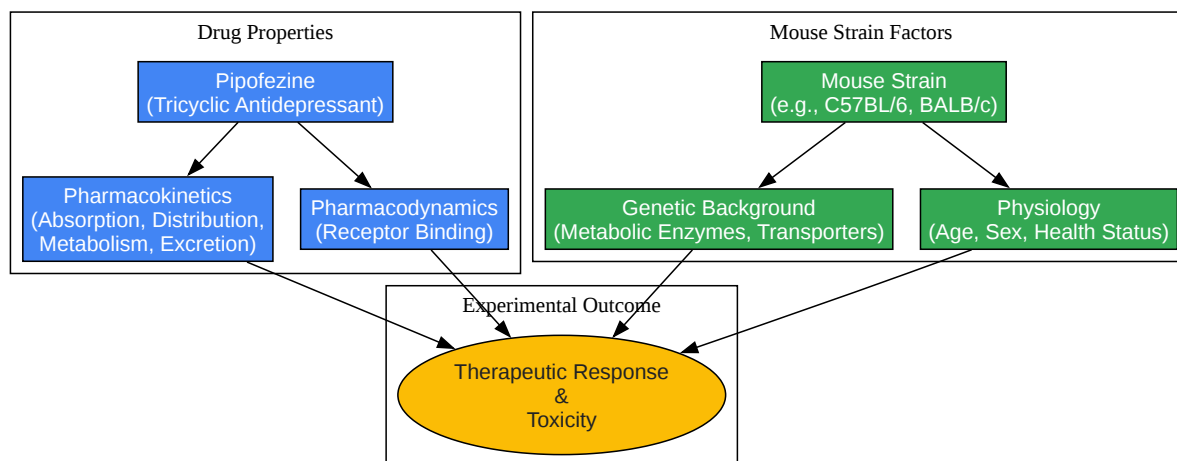 Drug Properties
Pipofezine
(Tricyclic Antidepressant)
Pharmacokinetics
(Absorption, Distribution,
Metabolism, Excretion)
Pharmacodynamics
(Receptor Binding)
Mouse Strain Factors
Mouse Strain
(e.g., C57BL/6, BALB/c)
Genetic Background
(Metabolic Enzymes, Transporters)
Physiology
(Age, Sex, Health Status)
Experimental Outcome
Therapeutic Response
&
Toxicity